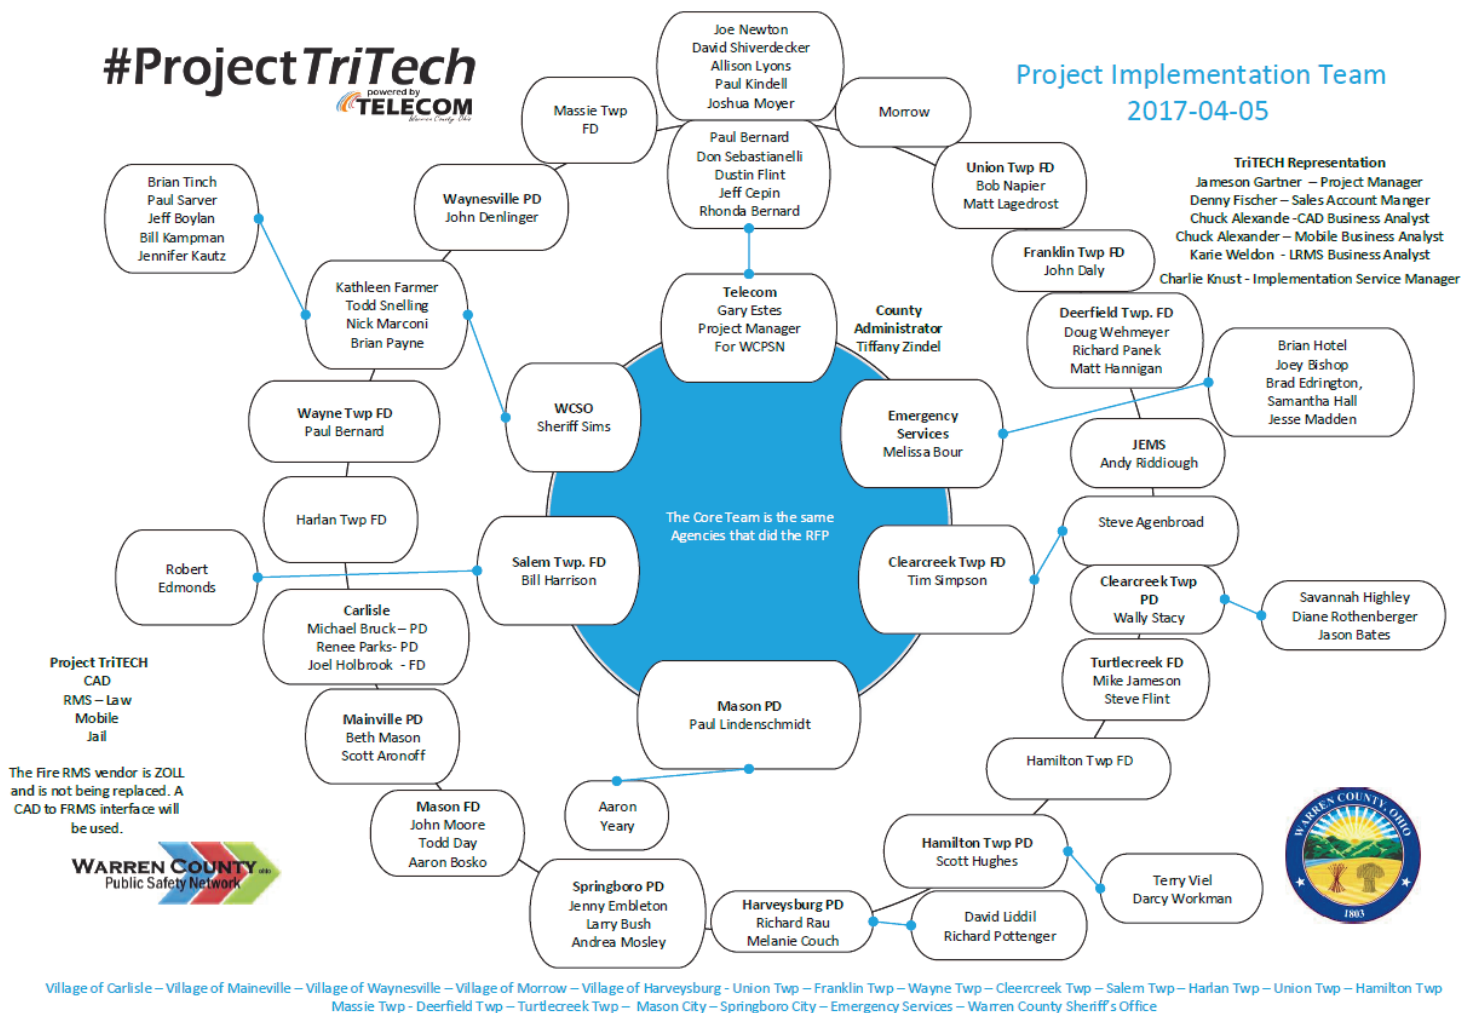 #ProjectTriTech
powered by
TELECOM
Warren County Ohio
Project Implementation Team
2017-04-05
TriTECH Representation
Jameson Gartner – Project Manager
Denny Fischer – Sales Account Manger
Chuck Alexande -CAD Business Analyst
Chuck Alexander – Mobile Business Analyst
Karie Weldon - LRMS Business Analyst
Charlie Knust - Implementation Service Manager
Joe Newton
David Shiverdecker
Allison Lyons
Paul Kindell
Joshua Moyer
Paul Bernard
Don Sebastianelli
Dustin Flint
Jeff Cepin
Rhonda Bernard
Telecom
Gary Estes
Project Manager
For WCPSN
County
Administrator
Tiffany Zindel
Morrow
Union Twp FD
Bob Napier
Matt Lagedrost
Franklin Twp FD
John Daly
Deerfield Twp. FD
Doug Wehmeyer
Richard Panek
Matt Hannigan
Brian Hotel
Joey Bishop
Brad Edrington,
Samantha Hall
Jesse Madden
Emergency
Services
Melissa Bour
JEMS
Andy Riddiough
Steve Agenbroad
Clearcreek Twp FD
Tim Simpson
Clearcreek Twp
PD
Wally Stacy
Savannah Highley
Diane Rothenberger
Jason Bates
Turtlecreek FD
Mike Jameson
Steve Flint
Hamilton Twp FD
Hamilton Twp PD
Scott Hughes
Terry Viel
Darcy Workman
David Liddil
Richard Pottenger
Harveysburg PD
Richard Rau
Melanie Couch
Springboro PD
Jenny Embleton
Larry Bush
Andrea Mosley
Mason PD
Paul Lindenschmidt
Aaron
Yeary
Mason FD
John Moore
Todd Day
Aaron Bosko
Mainville PD
Beth Mason
Scott Aronoff
Carlisle
Michael Bruck – PD
Renee Parks- PD
Joel Holbrook - FD
Harlan Twp FD
Salem Twp. FD
Bill Harrison
Robert
Edmonds
Wayne Twp FD
Paul Bernard
WCSO
Sheriff Sims
Kathleen Farmer
Todd Snelling
Nick Marconi
Brian Payne
Brian Tinch
Paul Sarver
Jeff Boylan
Bill Kampman
Jennifer Kautz
Waynesville PD
John Denlinger
Massie Twp
FD
The Core Team is the same
Agencies that did the RFP
Project TriTECH
CAD
RMS – Law
Mobile
Jail
The Fire RMS vendor is ZOLL
and is not being replaced. A
CAD to FRMS interface will
be used.
WARREN COUNTY ohio
Public Safety Network
WARREN COUNTY, OHIO
1803
Village of Carlisle – Village of Maineville – Village of Waynesville – Village of Morrow – Village of Harveysburg - Union Twp – Franklin Twp – Wayne Twp – Cleercreek Twp – Salem Twp – Harlan Twp – Union Twp – Hamilton Twp
Massie Twp - Deerfield Twp – Turtlecreek Twp – Mason City – Springboro City – Emergency Services – Warren County Sheriff's Office